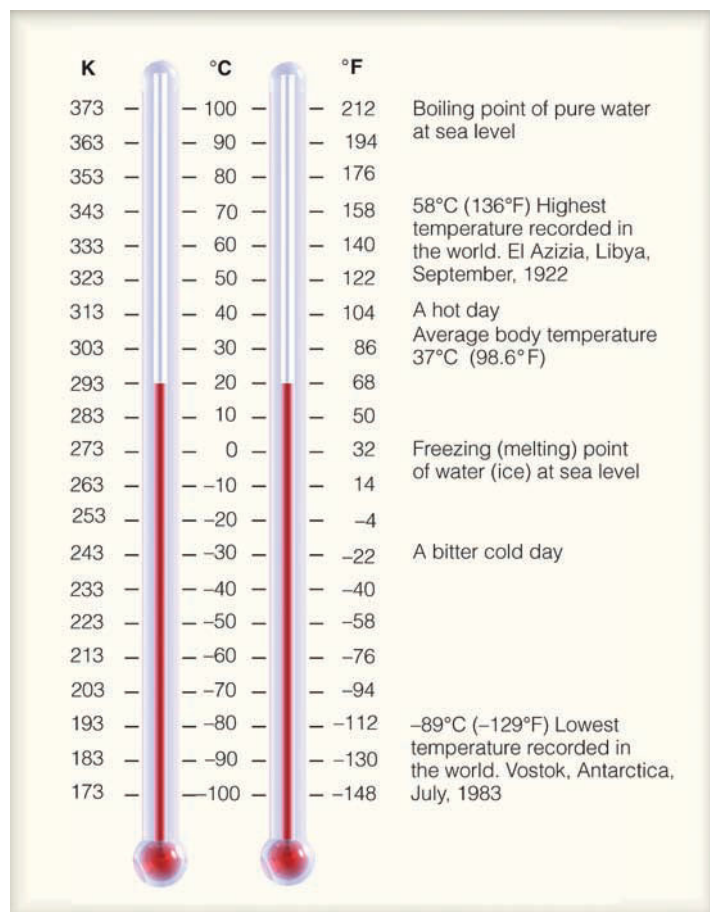 K °C °F
373 100 212 Boiling point of pure water
at sea level
363 90 194
353 80 176
343 70 158 58°C (136°F) Highest
temperature recorded in
333 60 140 the world. El Azizia, Libya,
323 50 122 September, 1922
313 40 104 A hot day
Average body temperature
303 30 86 37°C (98.6°F)
293 20 68
283 10 50
273 0 32 Freezing (melting) point
of water (ice) at sea level
263 –10 14
253 –20 –4
243 –30 –22 A bitter cold day
233 –40 –40
223 –50 –58
213 –60 –76
203 –70 –94
193 –80 –112 –89°C (–129°F) Lowest
temperature recorded in
183 –90 –130 the world. Vostok, Antarctica,
173 –100 –148 July, 1983